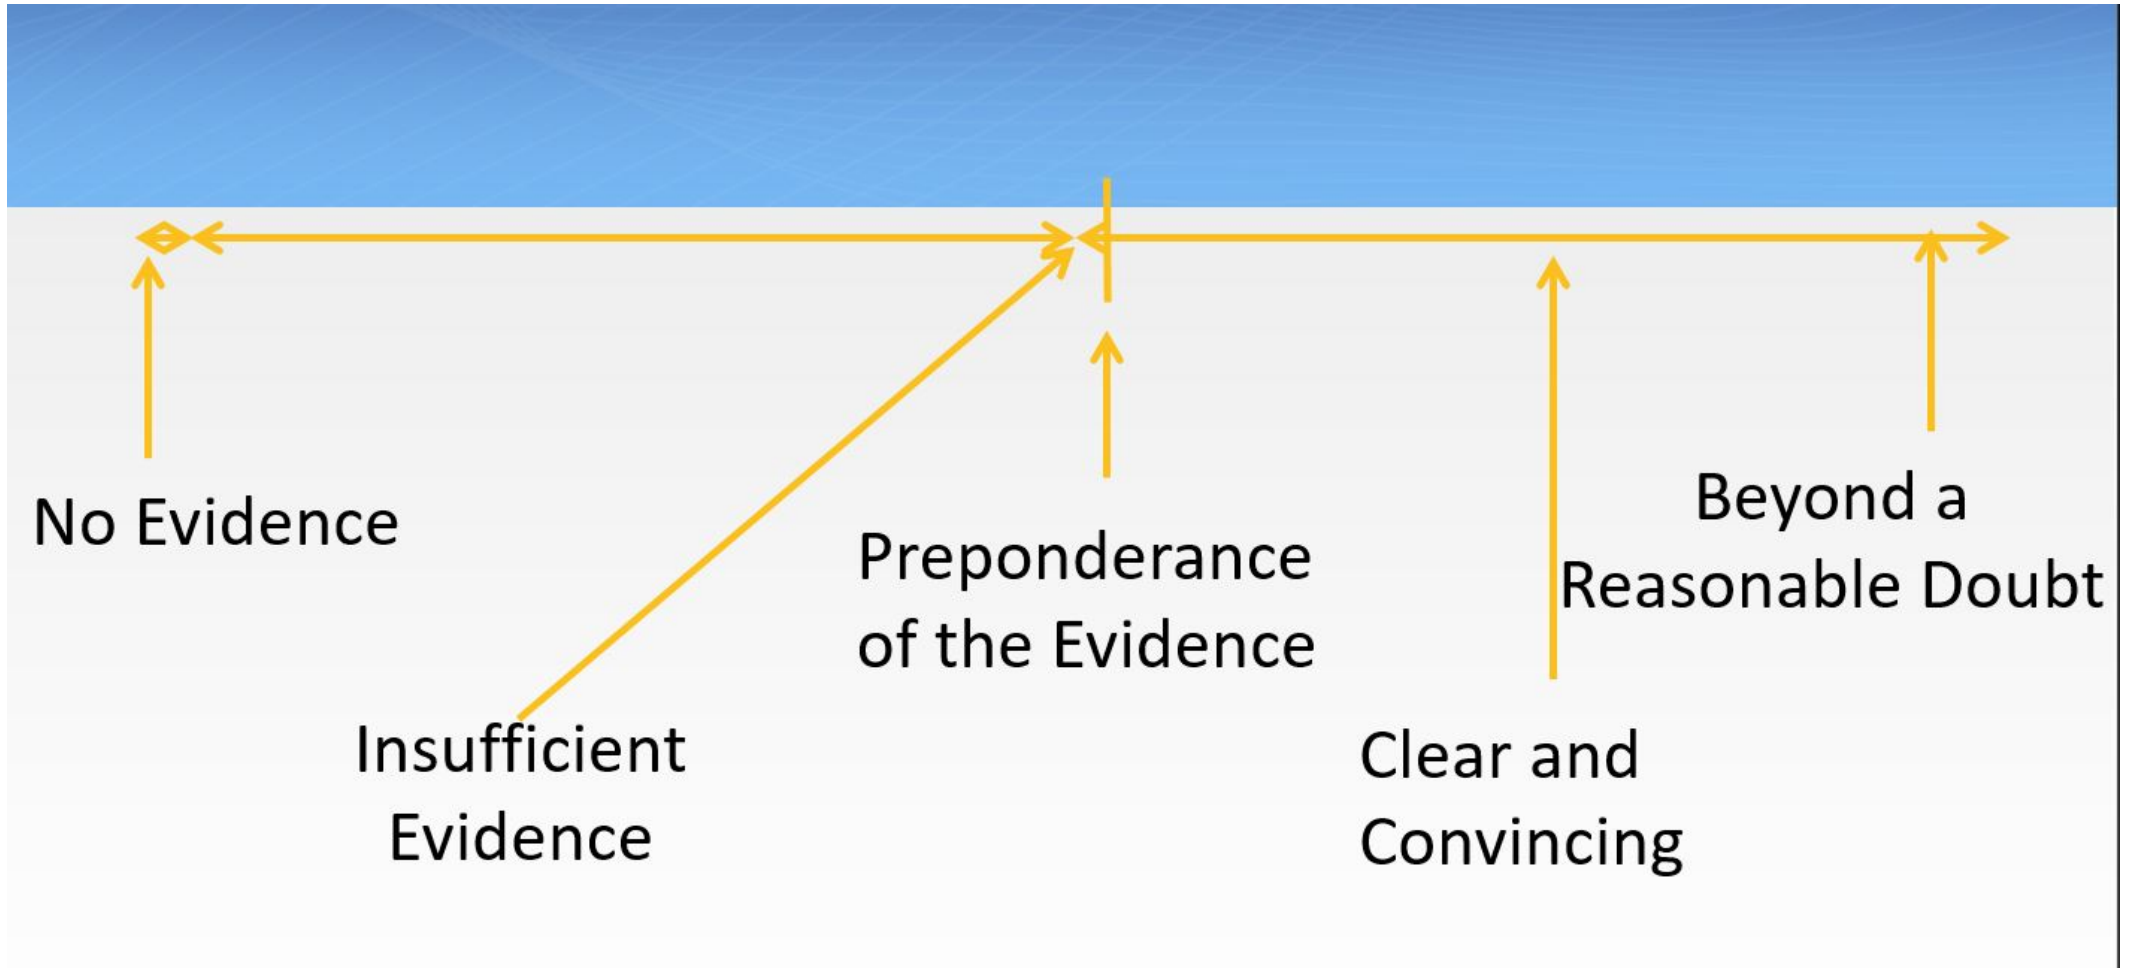 No Evidence
Insufficient
Evidence
Preponderance
of the Evidence
Clear and
Convincing
Beyond a
Reasonable Doubt